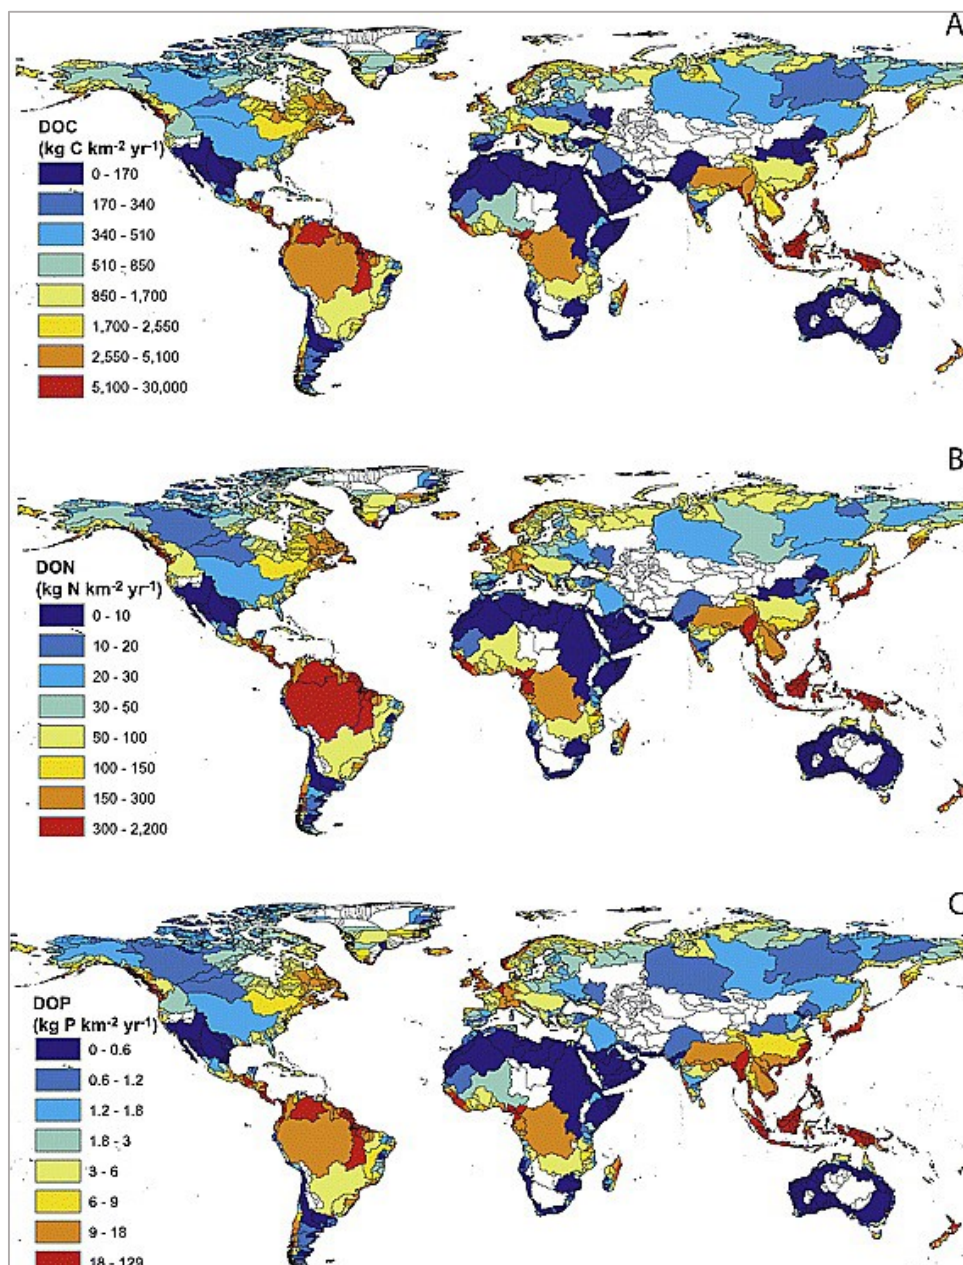 A
DOC
(kg C km-2 yr-1)
0 - 170
170 - 340
340 - 510
510 - 850
850 - 1,700
1,700 - 2,550
2,550 - 5,100
5,100 - 30,000
B
DON
(kg N km-2 yr-1)
0 - 10
10 - 20
20 - 30
30 - 50
50 - 100
100 - 150
150 - 300
300 - 2,200
C
DOP
(kg P km-2 yr-1)
0 - 0.6
0.6 - 1.2
1.2 - 1.8
1.8 - 3
3 - 6
6 - 9
9 - 18
18 - 129